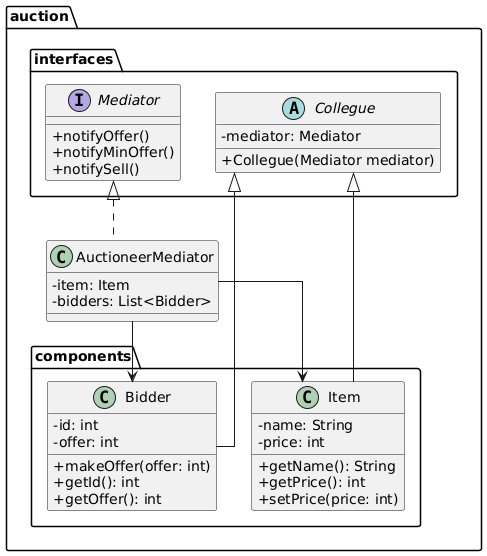 auction
interfaces
I Mediator
+notifyOffer()
+notifyMinOffer()
+notifySell()
A Collegue
-mediator: Mediator
+Collegue(Mediator mediator)
C AuctioneerMediator
-item: Item
-bidders: List<Bidder>
components
C Bidder
-id: int
-offer: int
+makeOffer(offer: int)
+getId(): int
+getOffer(): int
C Item
-name: String
-price: int
+getName(): String
+getPrice(): int
+setPrice(price: int)